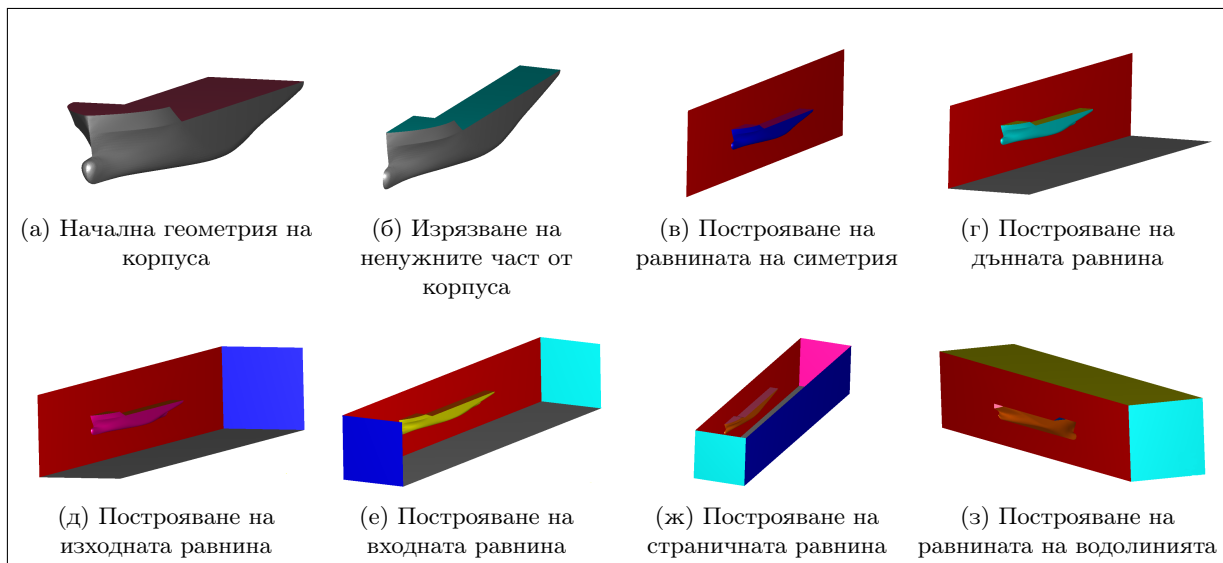 (а) Начална геометрия на
корпуса
(б) Изрязване на
ненужните част от
корпуса
(в) Построяване на
равнината на симетрия
(г) Построяване на
дънната равнина
(д) Построяване на
изходната равнина
(е) Построяване на
входната равнина
(ж) Построяване на
страничната равнина
(з) Построяване на
равнината на водолинията